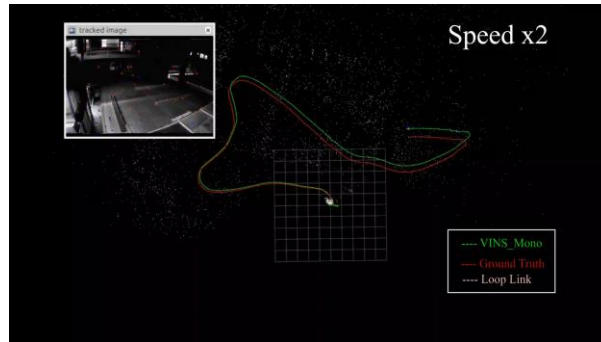 tracked image
Speed x2
---- VINS_Mono
---- Ground Truth
---- Loop Link